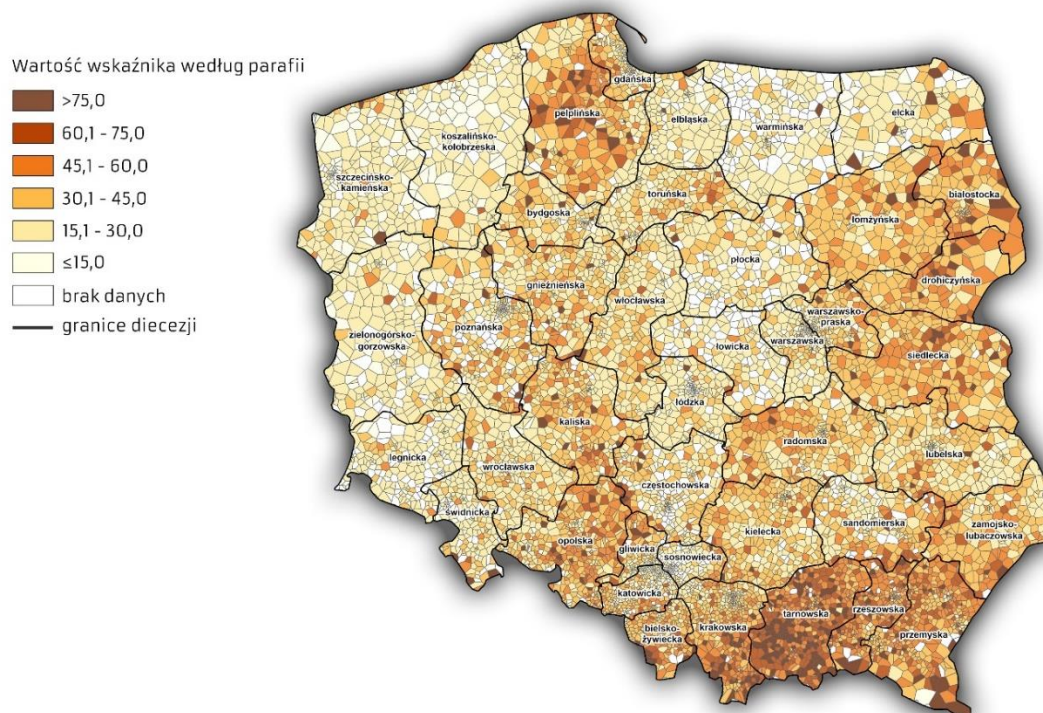 Wartość wskaźnika według parafii
>75,0
60,1 - 75,0
45,1 - 60,0
30,1 - 45,0
15,1 - 30,0
≤15,0
brak danych
granice diecezji
gdańska
pelplińska
elbląska
warmińska
ełcka
koszalińsko-
kołobrzeska
szczecińsko-
kamieńska
bydgoska
toruńska
łomżyńska
białostocka
płocka
drohiczyńska
gnieźnieńska
włocławska
poznańska
warszawsko-
praska
warszawska
łowicka
zielonogórsko-
gorzowska
siedlecka
łódzka
kaliska
radomska
lubelska
legnicka
wrocławska
częstochowska
świdnicka
sandomierska
zamojsko-
lubaczowska
opolska
kielecka
gliwicka
sosnowiecka
katowicka
tarnowska
rzeszowska
bielsko-
żywiecka
krakowska
przemyska